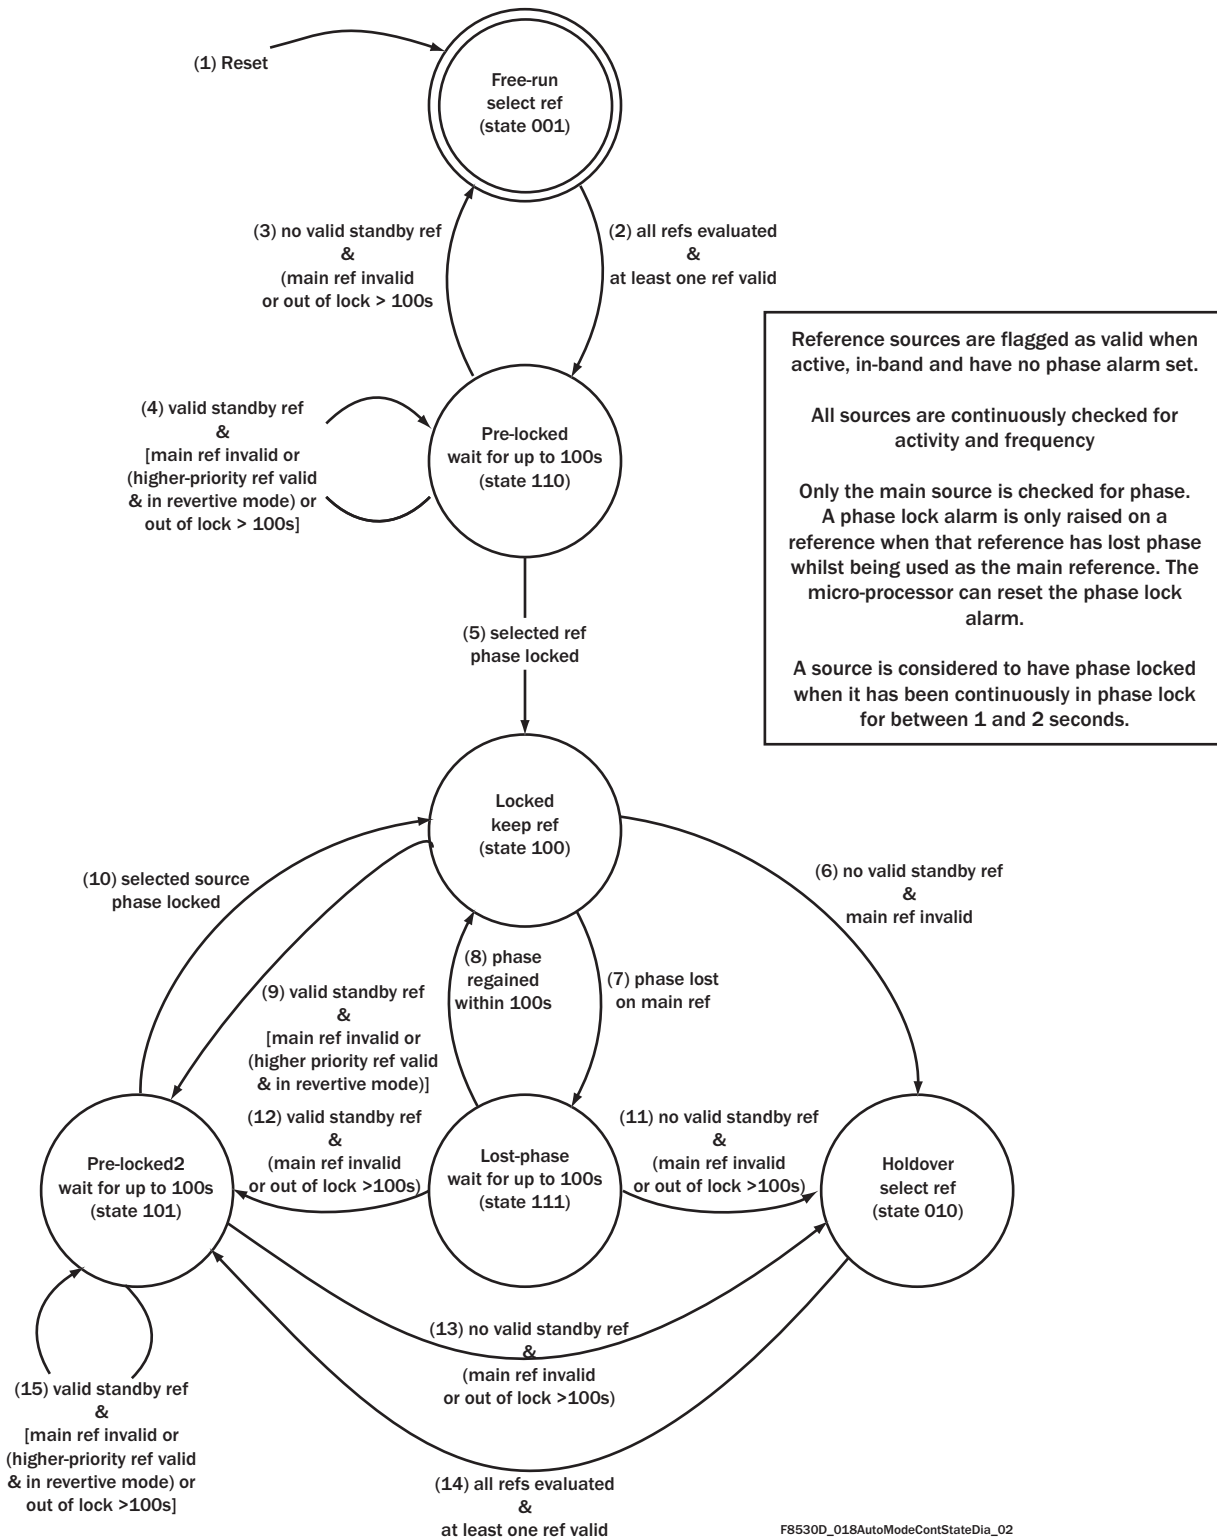 (1) Reset
Free-run
select ref
(state 001)
(3) no valid standby ref
&
(main ref invalid
or out of lock > 100s
(2) all refs evaluated
&
at least one ref valid
Reference sources are flagged as valid when
active, in-band and have no phase alarm set.
All sources are continuously checked for
activity and frequency
Only the main source is checked for phase.
A phase lock alarm is only raised on a
reference when that reference has lost phase
whilst being used as the main reference. The
micro-processor can reset the phase lock
alarm.
A source is considered to have phase locked
when it has been continuously in phase lock
for between 1 and 2 seconds.
(4) valid standby ref
&
[main ref invalid or
(higher-priority ref valid
& in revertive mode) or
out of lock > 100s]
Pre-locked
wait for up to 100s
(state 110)
(5) selected ref
phase locked
Locked
keep ref
(state 100)
(10) selected source
phase locked
(6) no valid standby ref
&
main ref invalid
(8) phase
regained
within 100s
(7) phase lost
on main ref
(9) valid standby ref
&
[main ref invalid or
(higher priority ref valid
& in revertive mode)]
(12) valid standby ref
&
(main ref invalid
or out of lock >100s)
(11) no valid standby ref
&
(main ref invalid
or out of lock >100s)
Pre-locked2
wait for up to 100s
(state 101)
Lost-phase
wait for up to 100s
(state 111)
Holdover
select ref
(state 010)
(13) no valid standby ref
&
(main ref invalid
or out of lock >100s)
(15) valid standby ref
&
[main ref invalid or
(higher-priority ref valid
& in revertive mode) or
out of lock >100s]
(14) all refs evaluated
&
at least one ref valid
F8530D_018AutoModeContStateDia_02